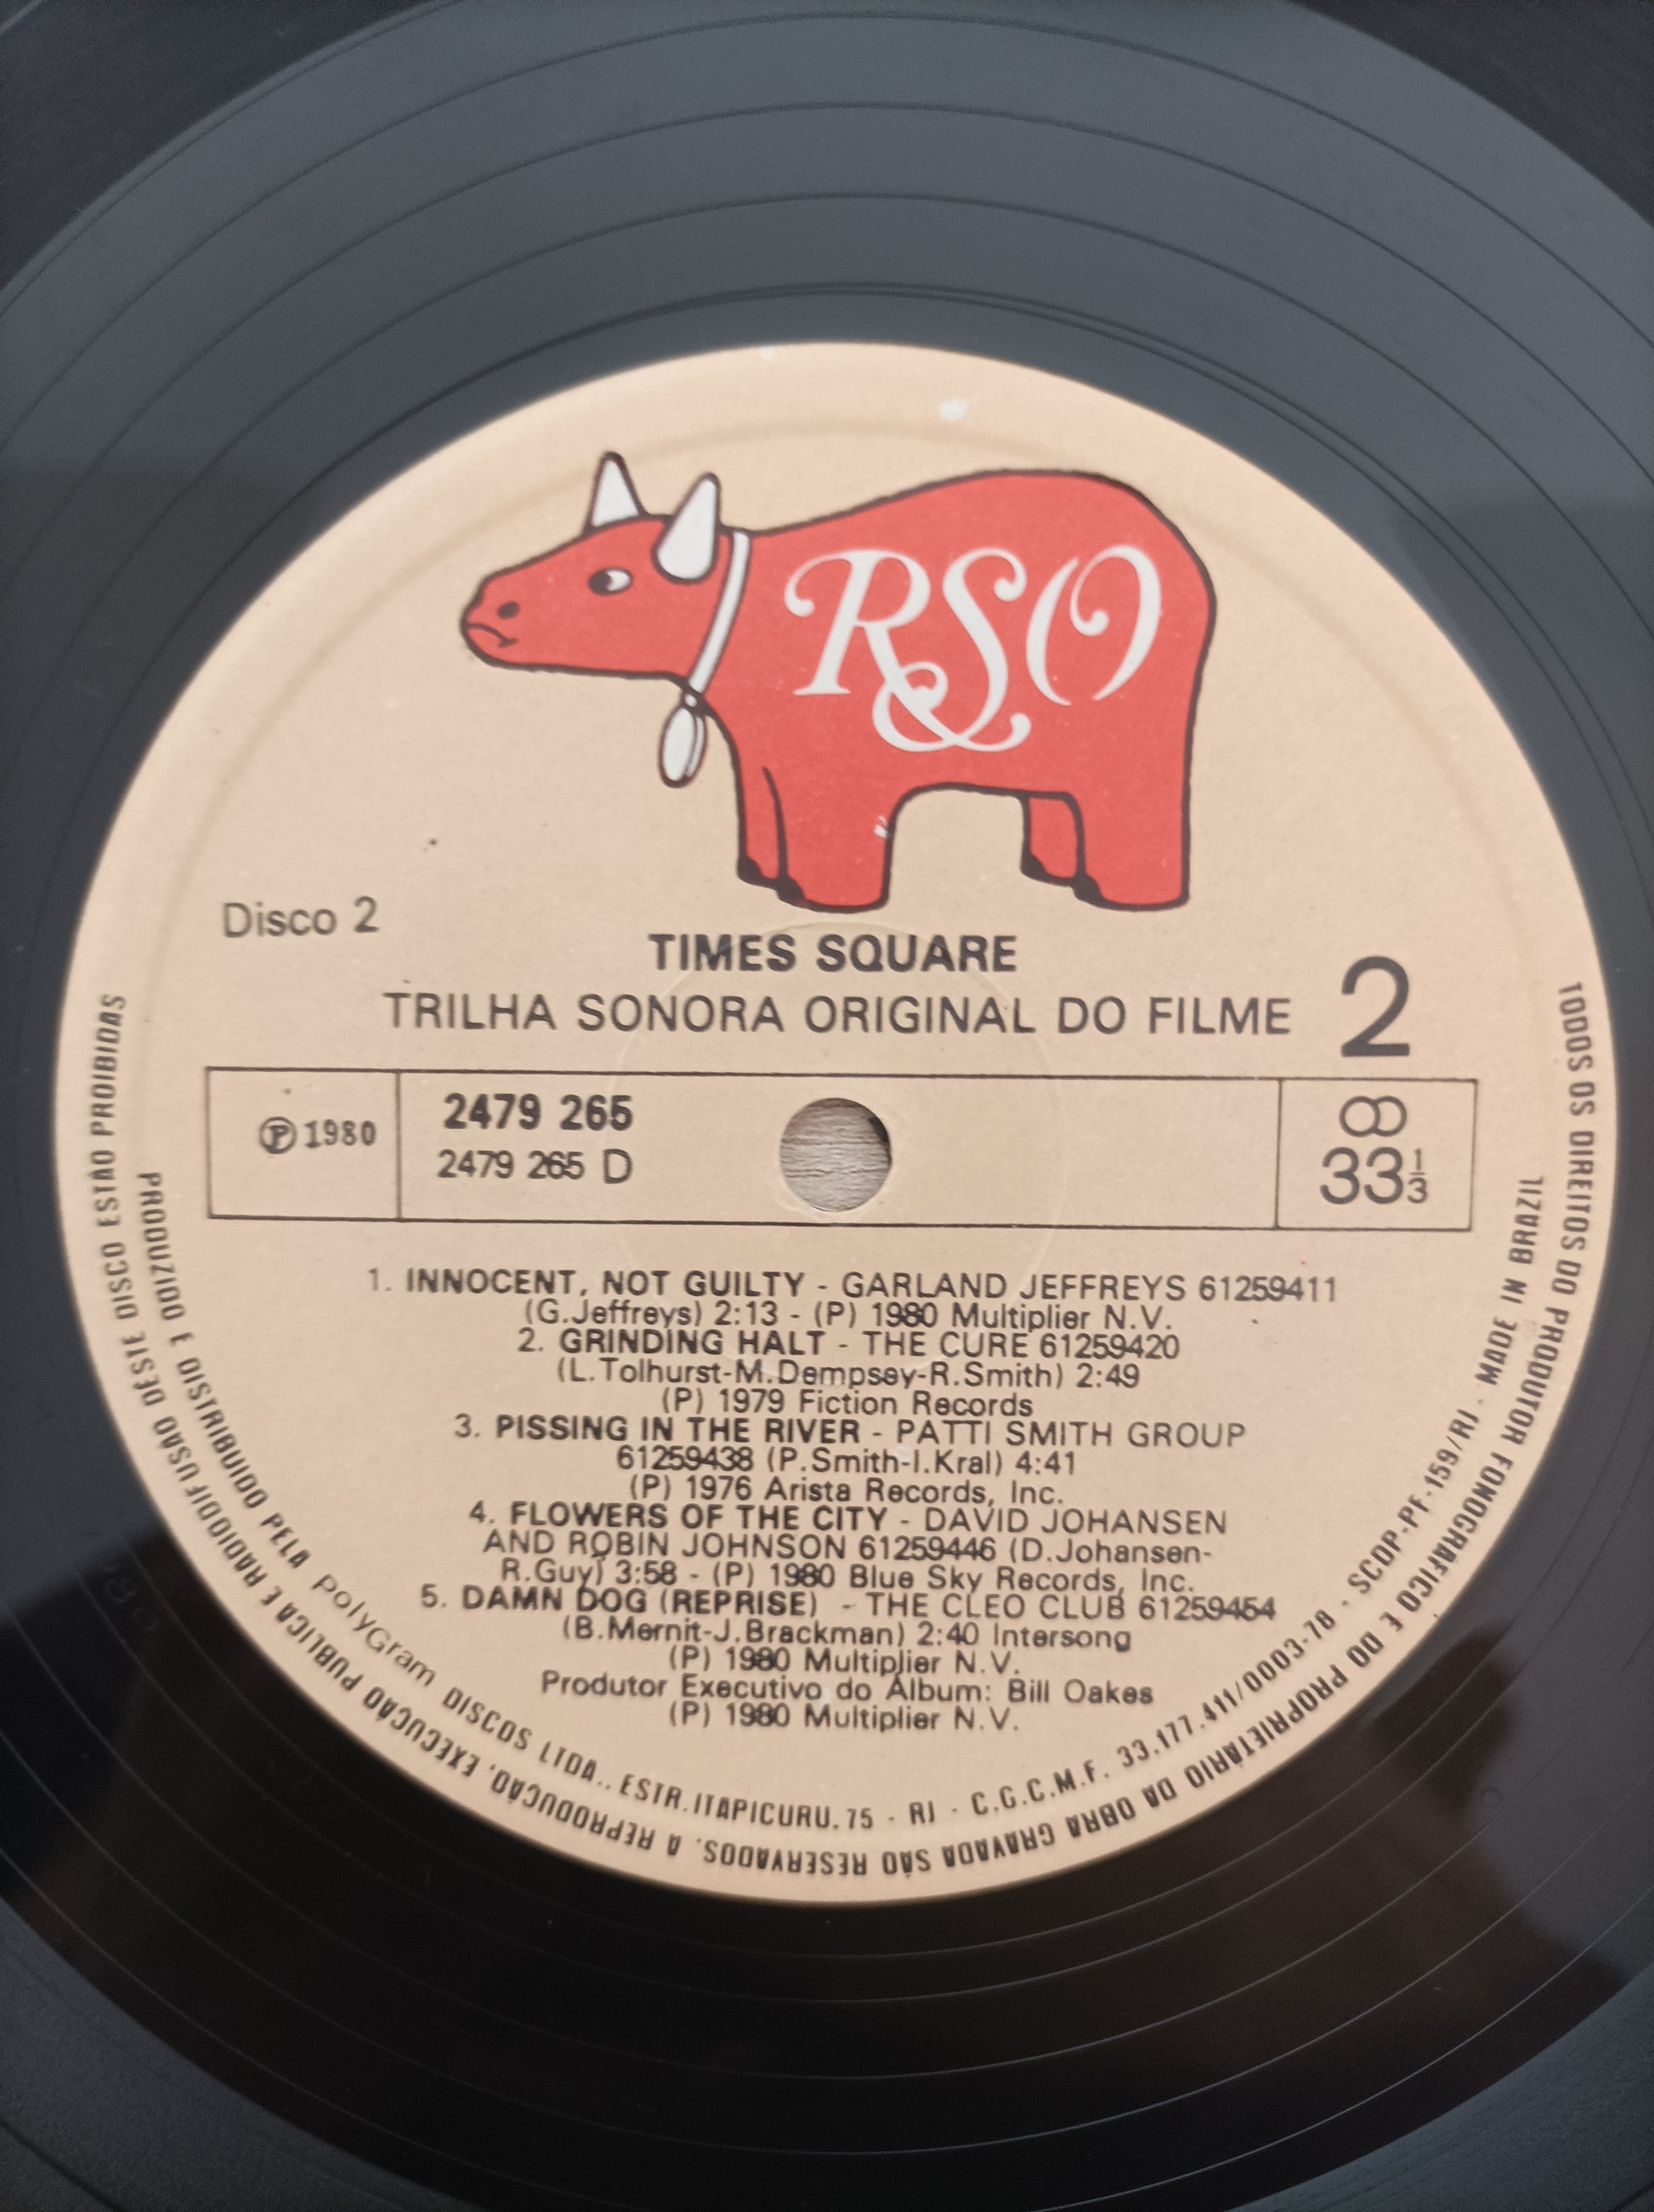 RSO
Disco 2
TIMES SQUARE
TRILHA SONORA ORIGINAL DO FILME
2
℗ 1980
2479 265
2479 265 D
33 1/3
1. INNOCENT, NOT GUILTY - GARLAND JEFFREYS 61259411
(G.Jeffreys) 2:13 - (P) 1980 Multiplier N.V.
2. GRINDING HALT - THE CURE 61259420
(L.Tolhurst-M.Dempsey-R.Smith) 2:49
(P) 1979 Fiction Records
3. PISSING IN THE RIVER - PATTI SMITH GROUP
61259438 (P.Smith-I.Kral) 4:41
(P) 1976 Arista Records, Inc.
4. FLOWERS OF THE CITY - DAVID JOHANSEN
AND ROBIN JOHNSON 61259446 (D.Johansen-
R.Guy) 3:58 - (P) 1980 Blue Sky Records, Inc.
5. DAMN DOG (REPRISE) - THE CLEO CLUB 61259454
(B.Mernit-J.Brackman) 2:40 Intersong
(P) 1980 Multiplier N.V.
Produtor Executivo do Álbum: Bill Oakes
(P) 1980 Multiplier N.V.
PRODUZIDO E DISTRIBUIDO PELA PolyGram DISCOS LTDA., ESTR.ITAPICURU, 75 - RJ - C.G.C.M.F. 33.177.411/0003-78 - SCDP-PF-159/RJ - MADE IN BRAZIL
TODOS OS DIREITOS DO PRODUTOR FONOGRÁFICO E DO PROPRIETÁRIO DA OBRA GRAVADA SÃO RESERVADOS. A REPRODUÇÃO, EXECUÇÃO PÚBLICA E RADIODIFUSÃO DESTE DISCO ESTÃO PROIBIDAS